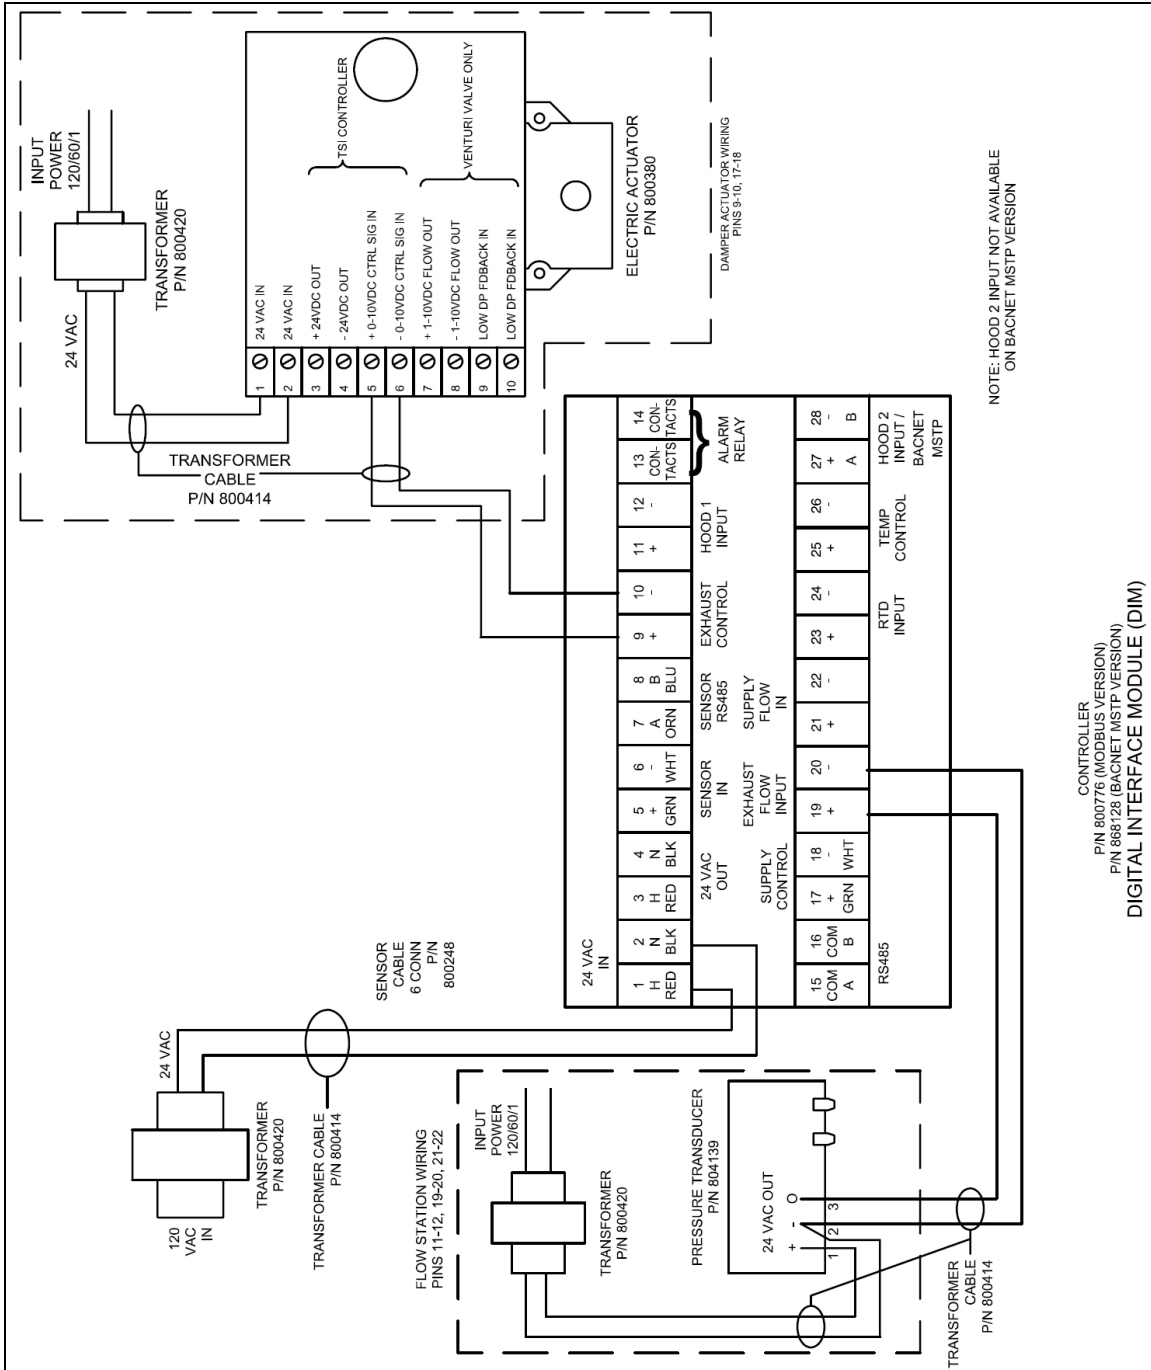 INPUT
POWER
120/60/1
TRANSFORMER
P/N 800420
24 VAC
TRANSFORMER
CABLE
P/N 800414
1 24 VAC IN
2 24 VAC IN
3 + 24VDC OUT
4 - 24VDC OUT
5 + 0-10VDC CTRL SIG IN
6 - 0-10VDC CTRL SIG IN
7 + 1-10VDC FLOW OUT
8 - 1-10VDC FLOW OUT
9 LOW DP FDBACK IN
10 LOW DP FDBACK IN
TSI CONTROLLER
VENTURI VALVE ONLY
ELECTRIC ACTUATOR
P/N 800380
DAMPER ACTUATOR WIRING
PINS 9-10, 17-18
NOTE: HOOD 2 INPUT NOT AVAILABLE
ON BACNET MSTP VERSION
24 VAC
IN
1 H RED
2 N BLK
3 H RED
4 N BLK
5 + GRN
6 - WHT
7 A ORN
8 B BLU
9 +
10 -
11 +
12 -
13 CON-
TACTS
14 CON-
TACTS
24 VAC
OUT
SENSOR
IN
SENSOR
RS485
EXHAUST
CONTROL
HOOD 1
INPUT
ALARM
RELAY
SUPPLY
CONTROL
EXHAUST
FLOW
INPUT
SUPPLY
FLOW
IN
15 COM A
16 COM B
17 + GRN
18 - WHT
19 +
20 -
21 +
22 -
23 +
24 -
25 +
26 -
27 + A
28 - B
RS485
RTD
INPUT
TEMP
CONTROL
HOOD 2
INPUT /
BACNET
MSTP
SENSOR
CABLE
6 CONN
P/N
800248
24 VAC
120
VAC
IN
TRANSFORMER
P/N 800420
TRANSFORMER CABLE
P/N 800414
FLOW STATION WIRING
PINS 11-12, 19-20, 21-22
INPUT
POWER
120/60/1
TRANSFORMER
P/N 800420
PRESSURE TRANSDUCER
P/N 804139
24 VAC OUT
+ - O
1 2 3
TRANSFORMER
CABLE
P/N 800414
CONTROLLER
P/N 800776 (MODBUS VERSION)
P/N 868128 (BACNET MSTP VERSION)
DIGITAL INTERFACE MODULE (DIM)